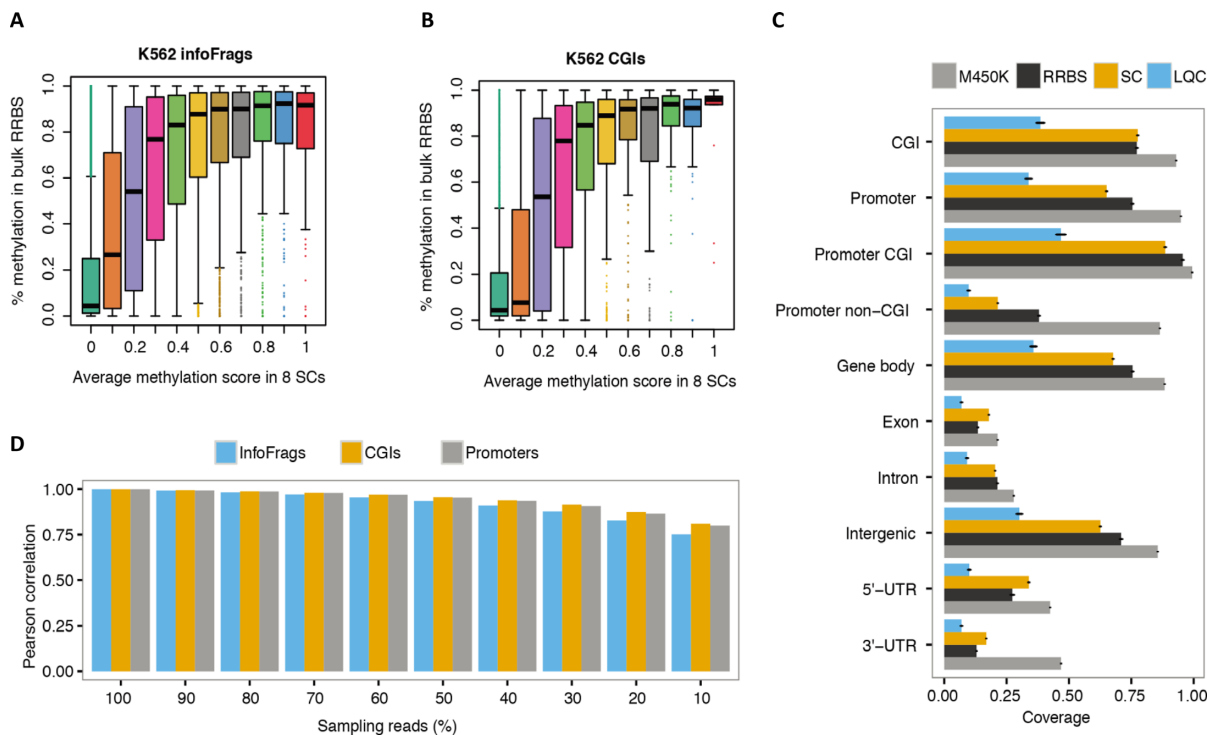 A
K562 infoFrags
% methylation in bulk RRBS
1.0
0.8
0.6
0.4
0.2
0.0
0 0.2 0.4 0.6 0.8 1
Average methylation score in 8 SCs
B
K562 CGIs
% methylation in bulk RRBS
1.0
0.8
0.6
0.4
0.2
0.0
0 0.2 0.4 0.6 0.8 1
Average methylation score in 8 SCs
C
M450K RRBS SC LQC
CGI
Promoter
Promoter CGI
Promoter non−CGI
Gene body
Exon
Intron
Intergenic
5'−UTR
3'−UTR
0.00 0.25 0.50 0.75 1.00
Coverage
D
InfoFrags CGIs Promoters
Pearson correlation
1.00
0.75
0.50
0.25
0.00
100 90 80 70 60 50 40 30 20 10
Sampling reads (%)